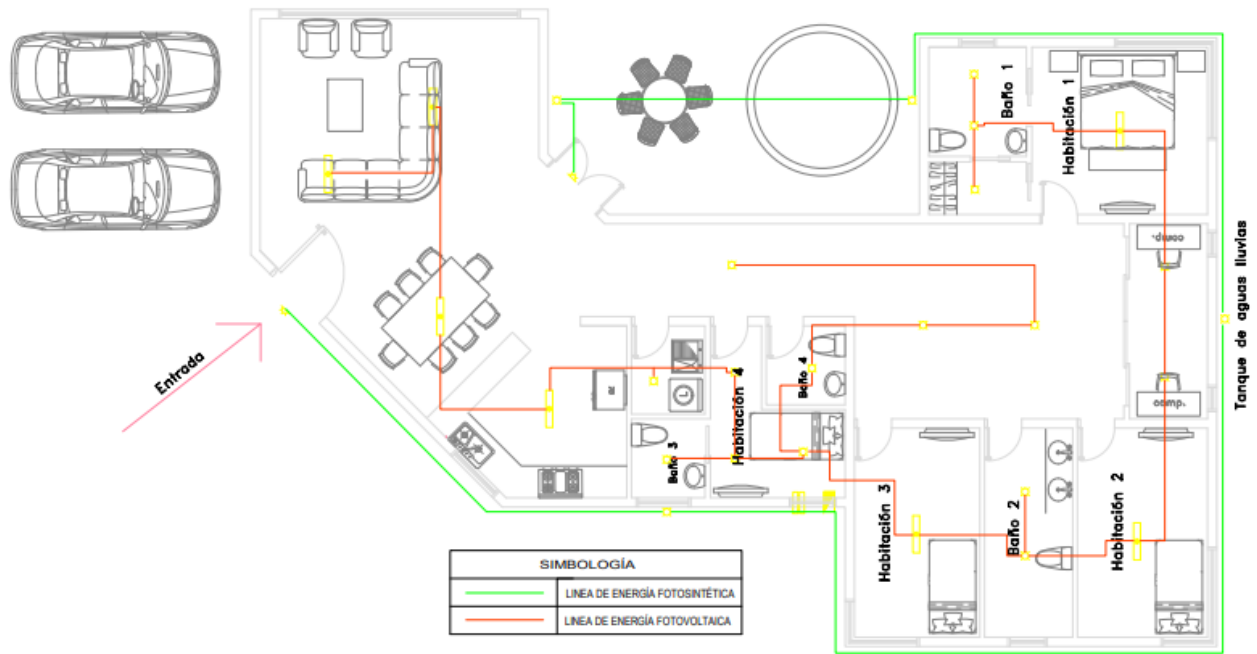 Baño 1
Habitación 1
comp.
Tanque de aguas lluvias
Entrada
Baño 4
Habitación 4
L
Baño 3
comp.
Habitación 3
Baño 2
Habitación 2
SIMBOLOGÍA
LINEA DE ENERGÍA FOTOSINTÉTICA
LINEA DE ENERGÍA FOTOVOLTAICA